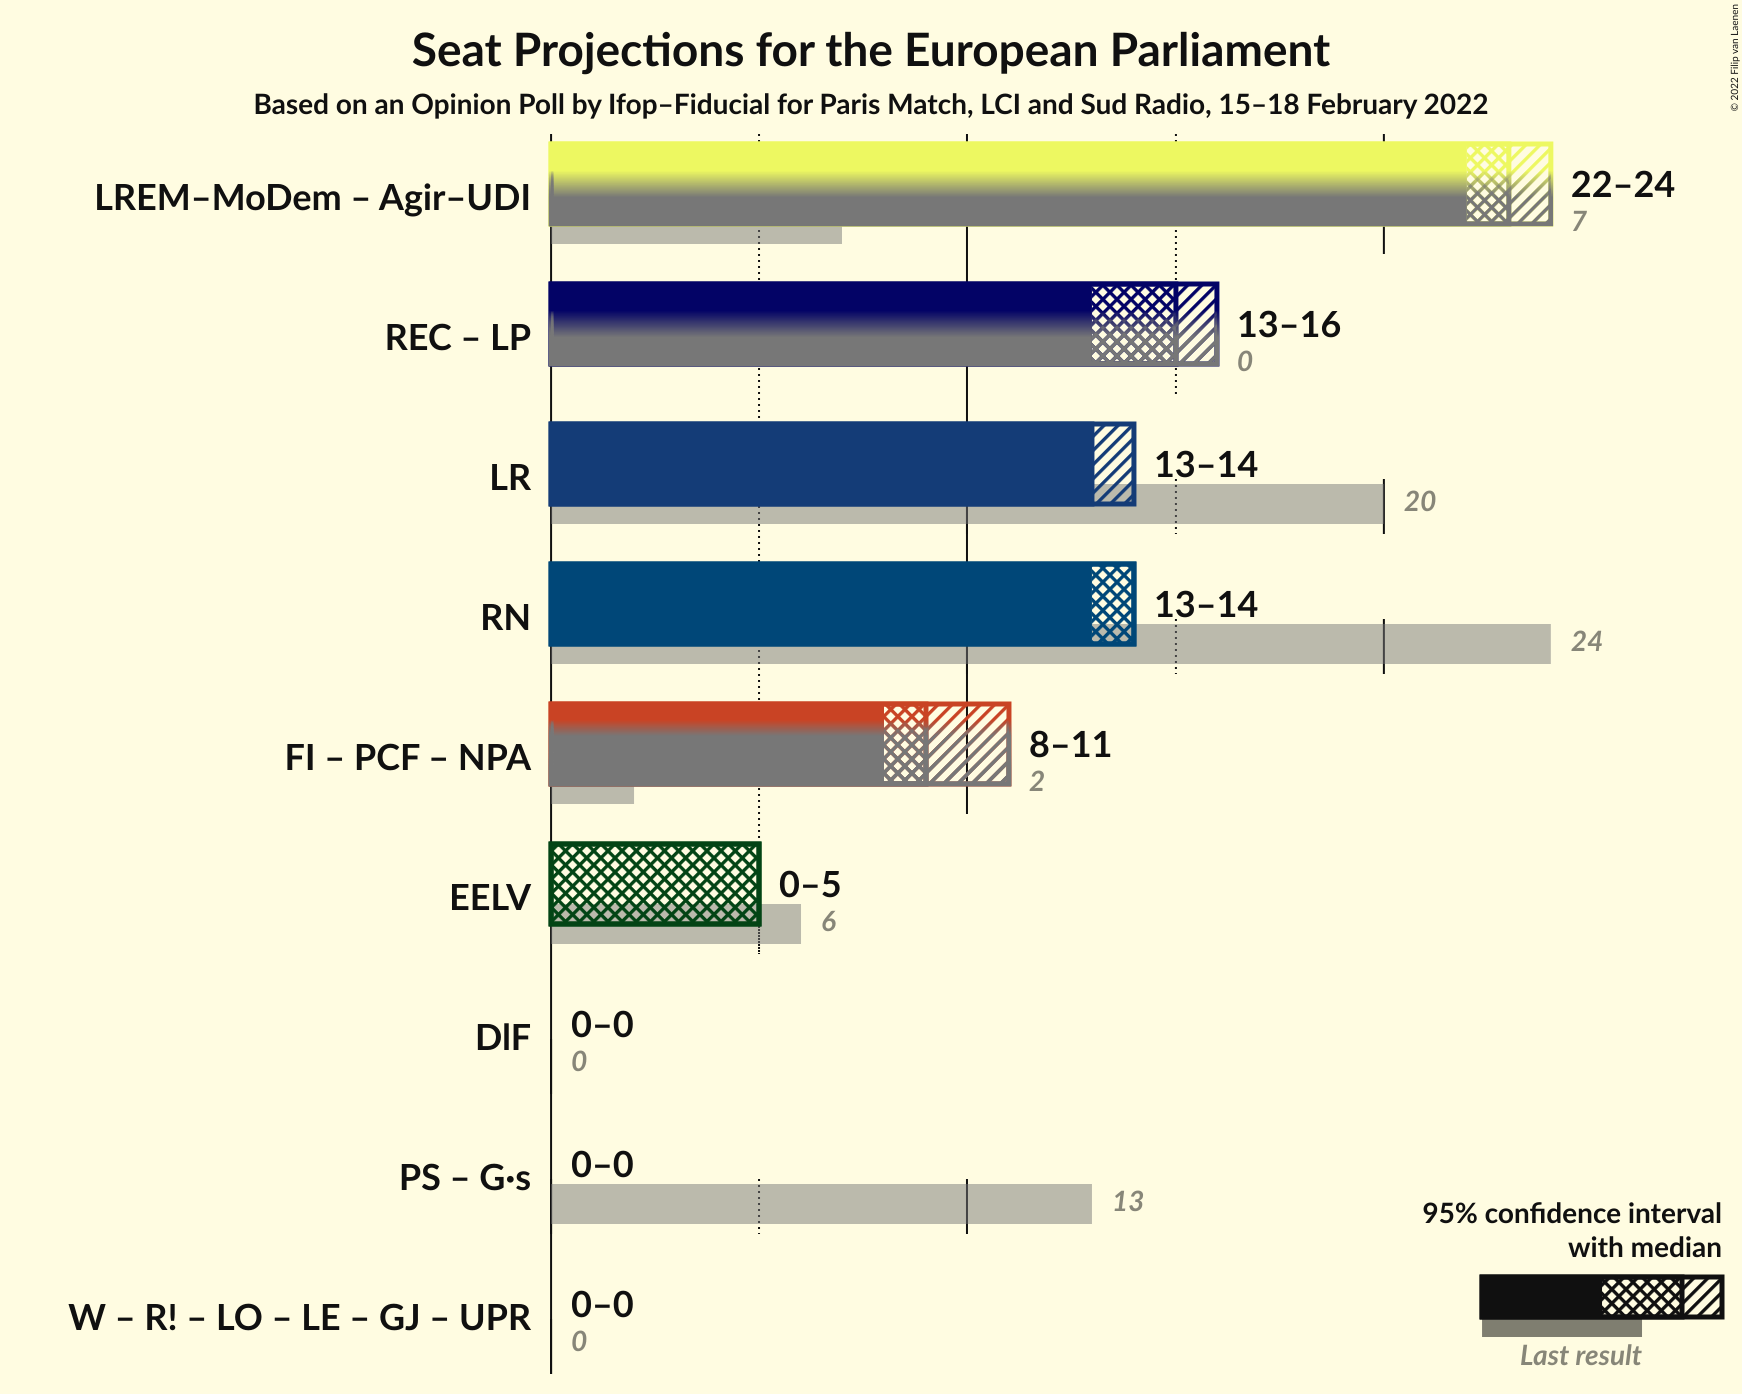 Seat Projections for the European Parliament
Based on an Opinion Poll by Ifop–Fiducial for Paris Match, LCI and Sud Radio, 15–18 February 2022
© 2022 Filip van Laenen
LREM–MoDem – Agir–UDI
22–24
7
REC – LP
13–16
0
LR
13–14
20
RN
13–14
24
FI – PCF – NPA
8–11
2
EELV
0–5
6
DlF
0–0
0
PS – G·s
0–0
13
W – R! – LO – LE – GJ – UPR
0–0
0
95% confidence interval
with median
Last result